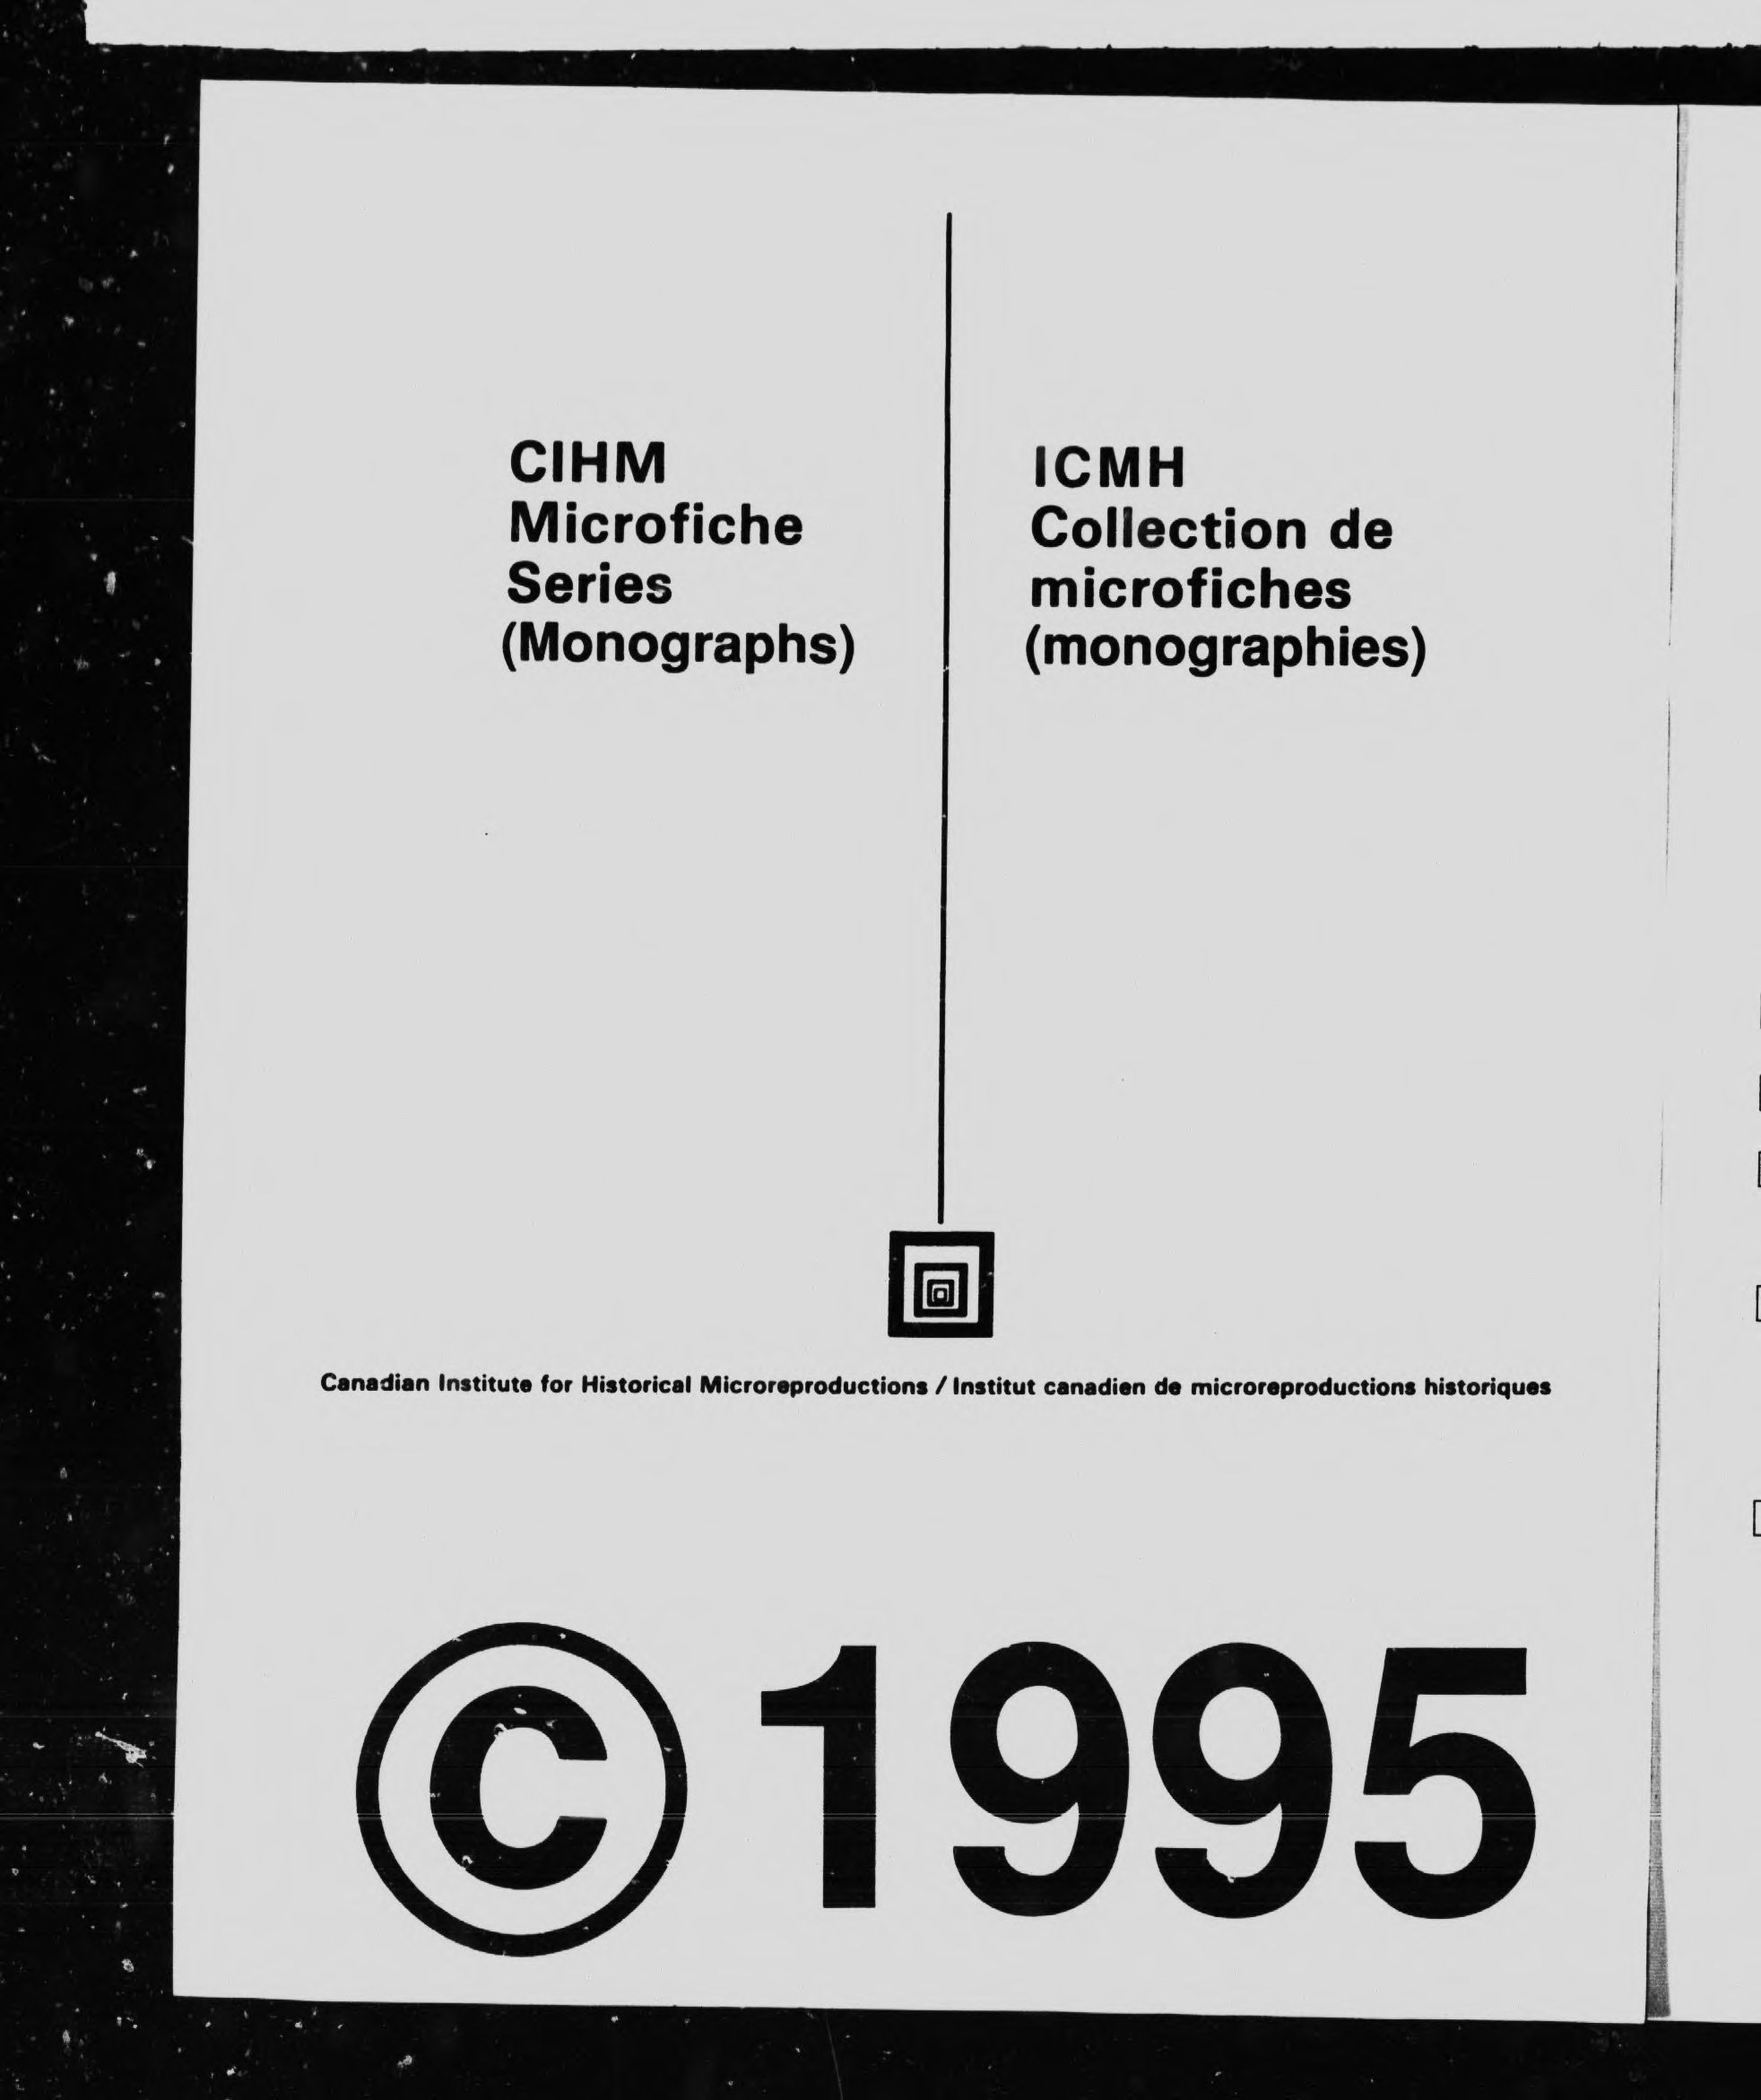 CIHM
Microfiche
Series
(Monographs)
ICMH
Collection de
microfiches
(monographies)
Canadian Institute for Historical Microreproductions / Institut canadien de microreproductions historiques
© 1995